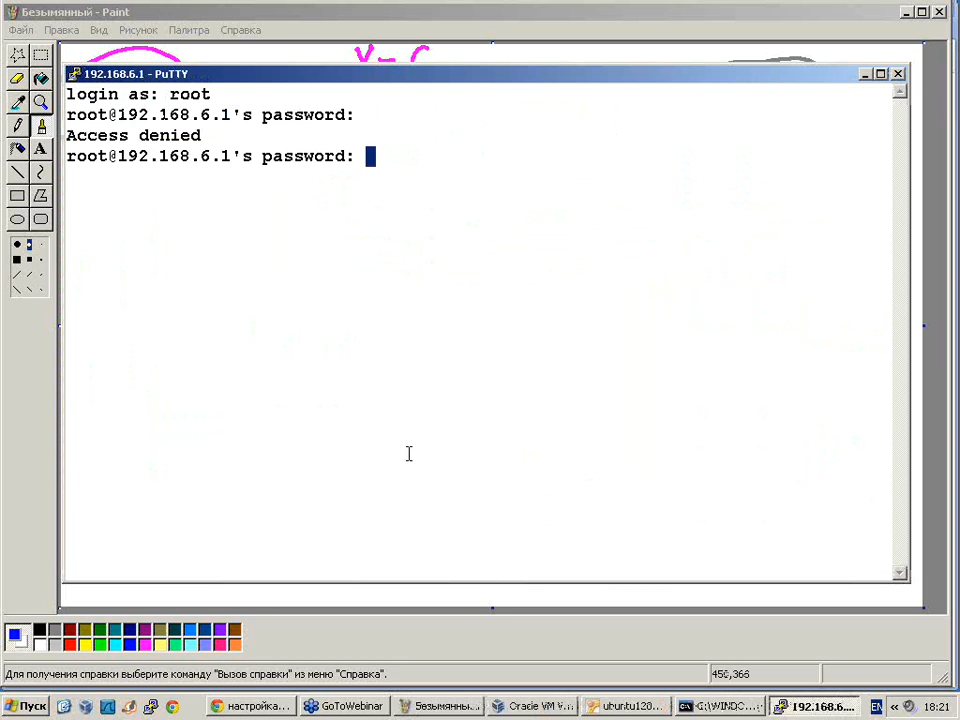 Безымянный - Paint
Файл Правка Вид Рисунок Палитра Справка
192.168.6.1 - PuTTY
login as: root
root@192.168.6.1's password:
Access denied
root@192.168.6.1's password:
A
Для получения справки выберите команду "Вызов справки" из меню "Справка".
455,366
Пуск
настройка...
GoToWebinar
Безымянны...
Oracle VM V...
ubuntu120...
C:\WINDO...
192.168.6....
EN
«
18:21